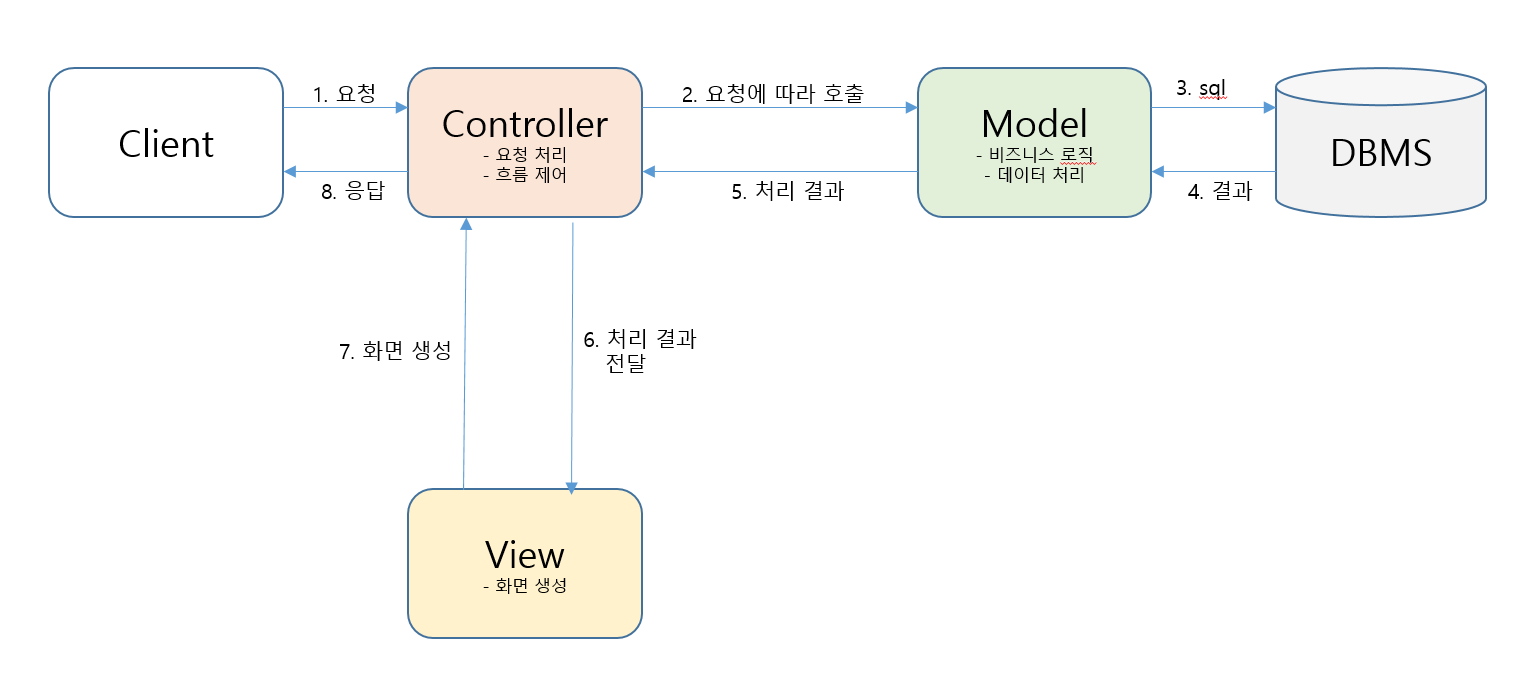 Client
1. 요청
8. 응답
Controller
- 요청 처리
- 흐름 제어
2. 요청에 따라 호출
5. 처리 결과
Model
- 비즈니스 로직
- 데이터 처리
3. sql
4. 결과
DBMS
7. 화면 생성
6. 처리 결과
전달
View
- 화면 생성